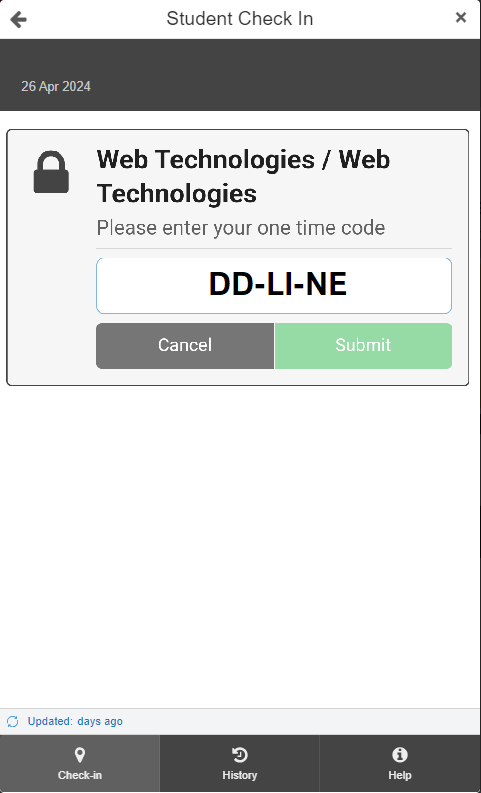 Student Check In
26 Apr 2024
Web Technologies / Web
Technologies
Please enter your one time code
DD-LI-NE
Cancel
Submit
Updated: days ago
Check-in
History
Help